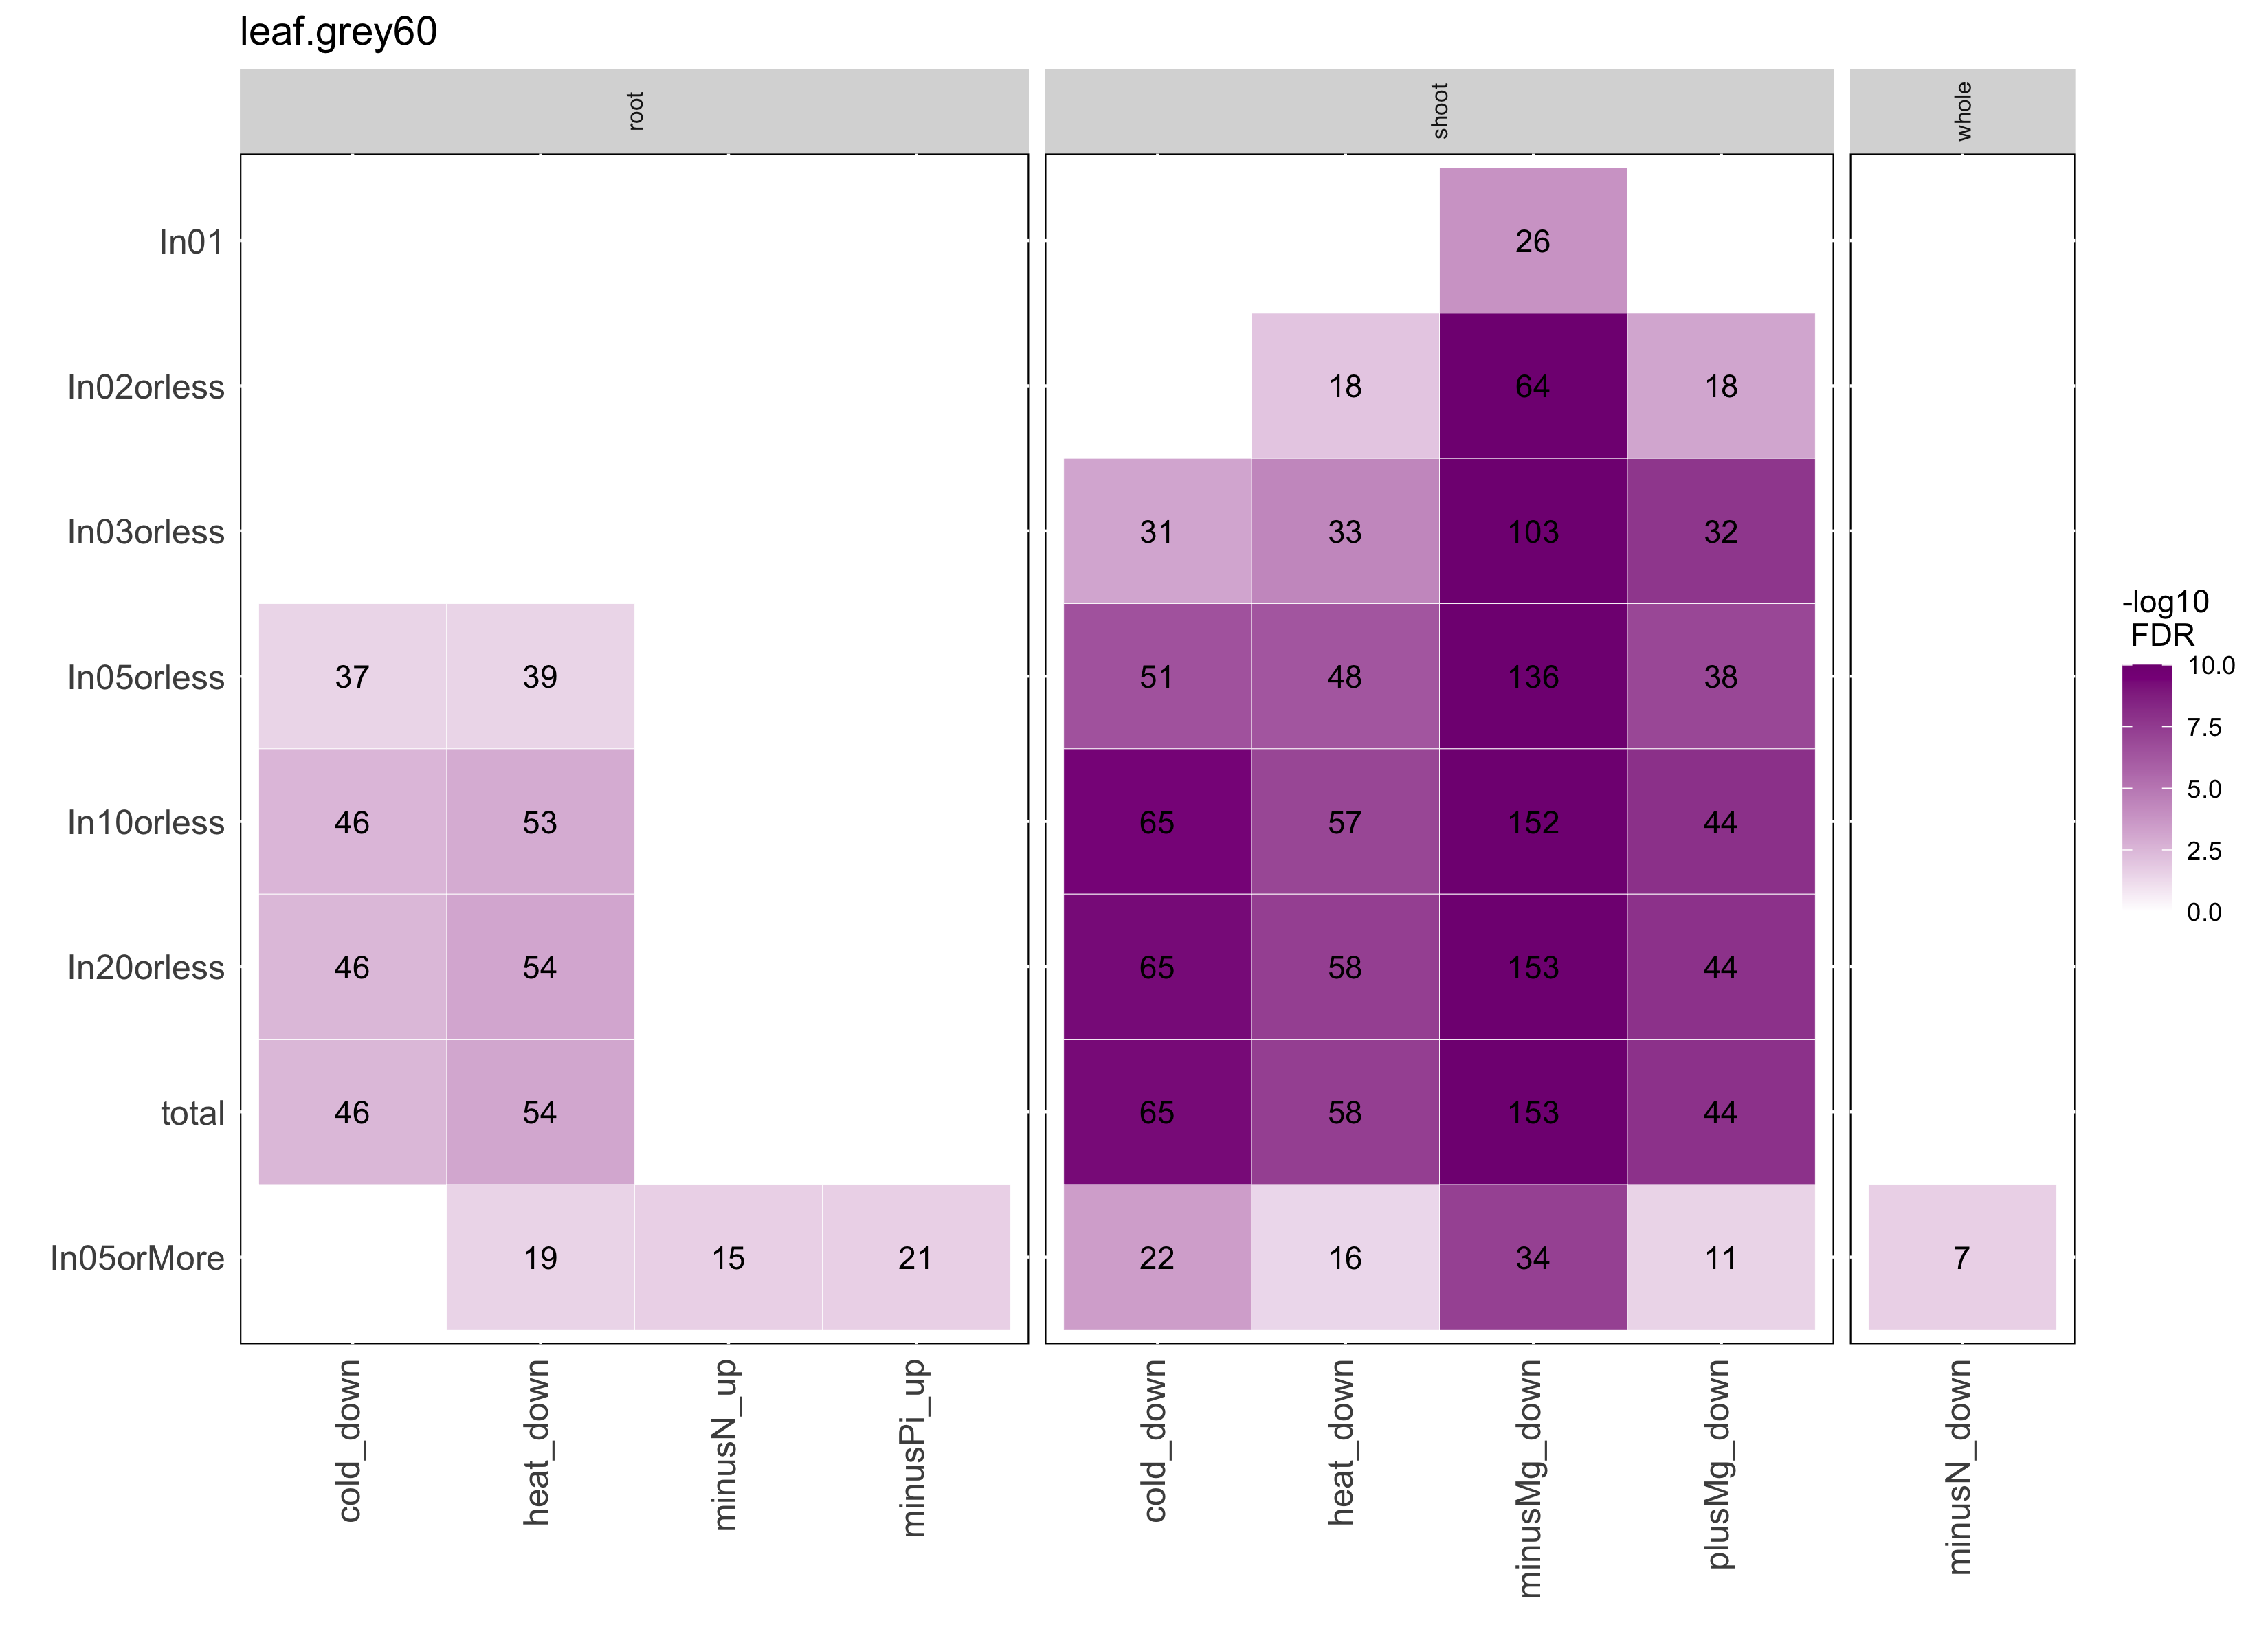 leaf.grey60
root shoot whole
In01 26
In02orless 18 64 18
In03orless 31 33 103 32
In05orless 37 39 51 48 136 38
In10orless 46 53 65 57 152 44
In20orless 46 54 65 58 153 44
total 46 54 65 58 153 44
In05orMore 19 15 21 22 16 34 11 7
cold_down heat_down minusN_up minusPi_up cold_down heat_down minusMg_down plusMg_down minusN_down
-log10
FDR
10.0
7.5
5.0
2.5
0.0